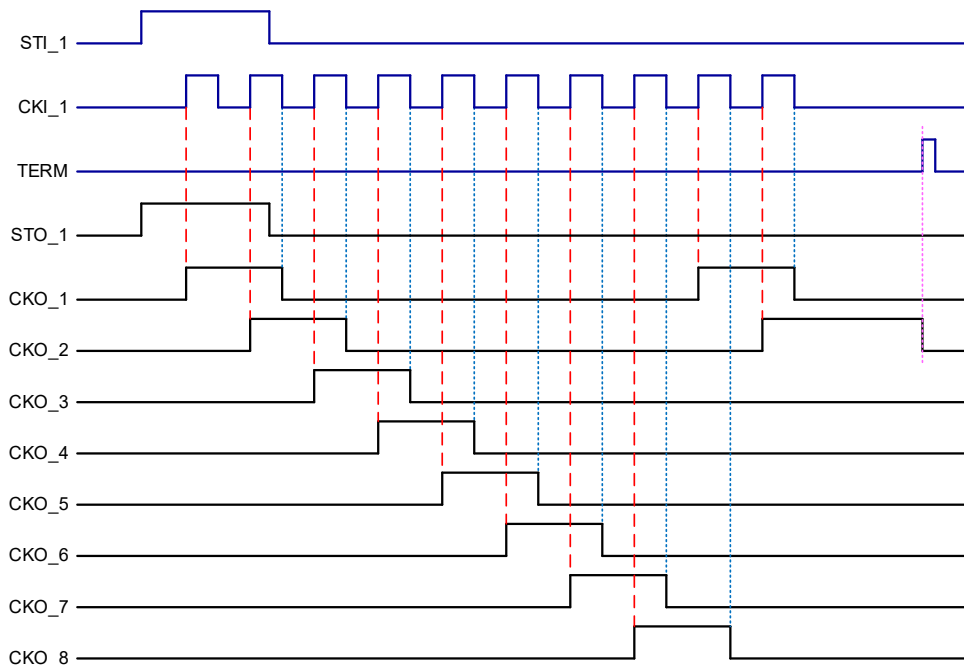 STI_1
CKI_1
TERM
STO_1
CKO_1
CKO_2
CKO_3
CKO_4
CKO_5
CKO_6
CKO_7
CKO_8